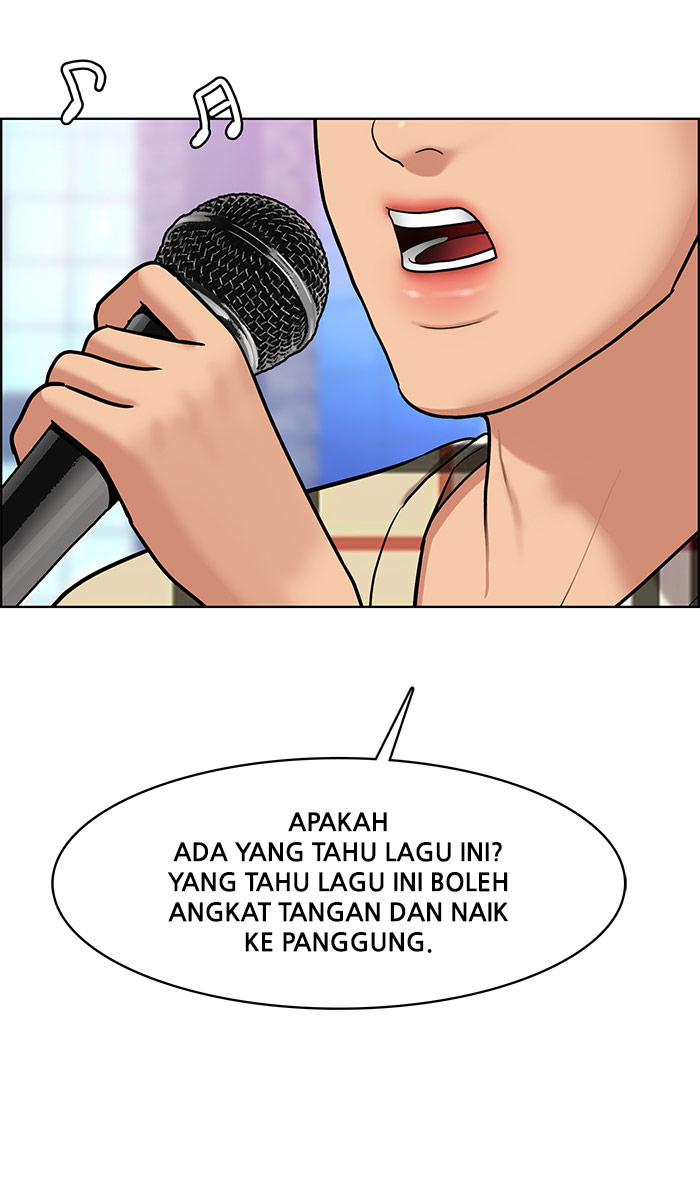 APAKAH
ADA YANG TAHU LAGU INI?
YANG TAHU LAGU INI BOLEH
ANGKAT TANGAN DAN NAIK
KE PANGGUNG.